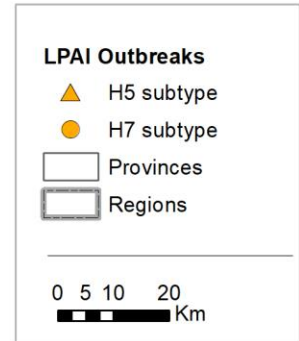 LPAI Outbreaks
H5 subtype
H7 subtype
Provinces
Regions
0 5 10 20
Km